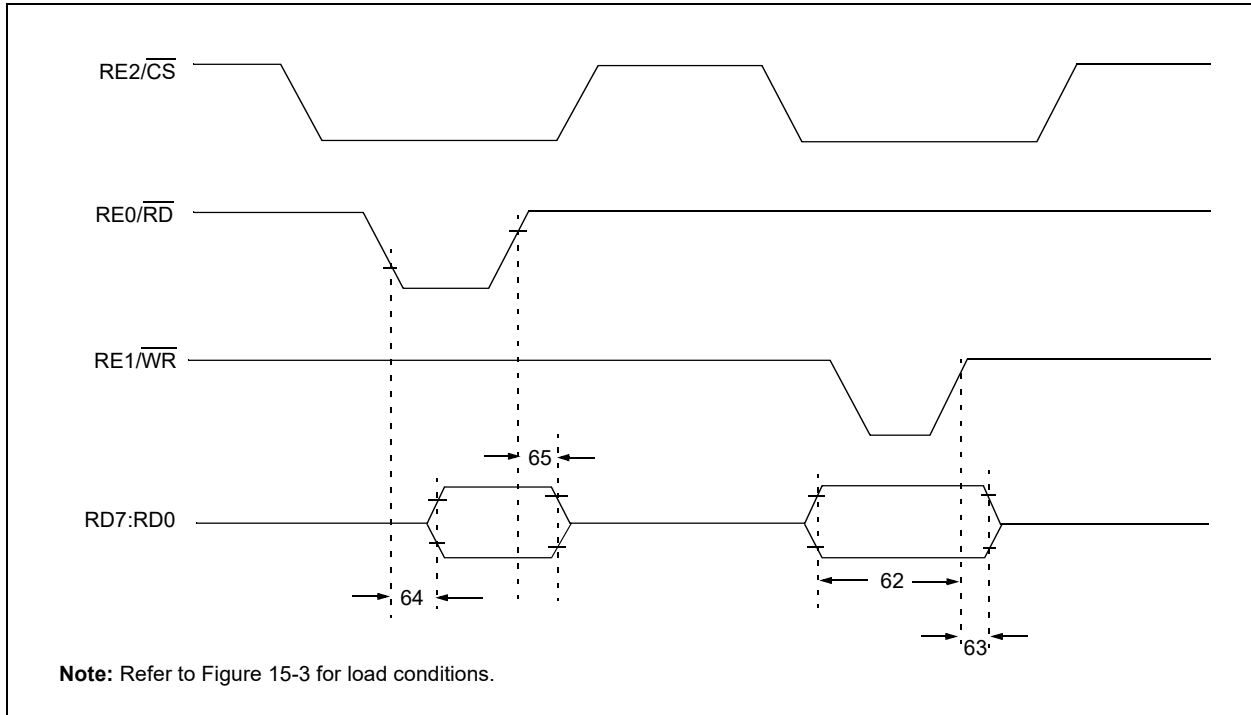 RE2/CS
RE0/RD
RE1/WR
65
RD7:RD0
62
64
63
Note: Refer to Figure 15-3 for load conditions.